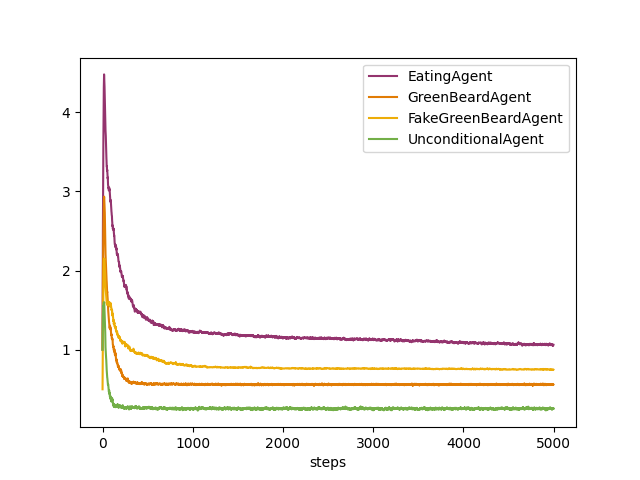 EatingAgent
GreenBeardAgent
FakeGreenBeardAgent
UnconditionalAgent
4
3
2
1
0 1000 2000 3000 4000 5000
steps